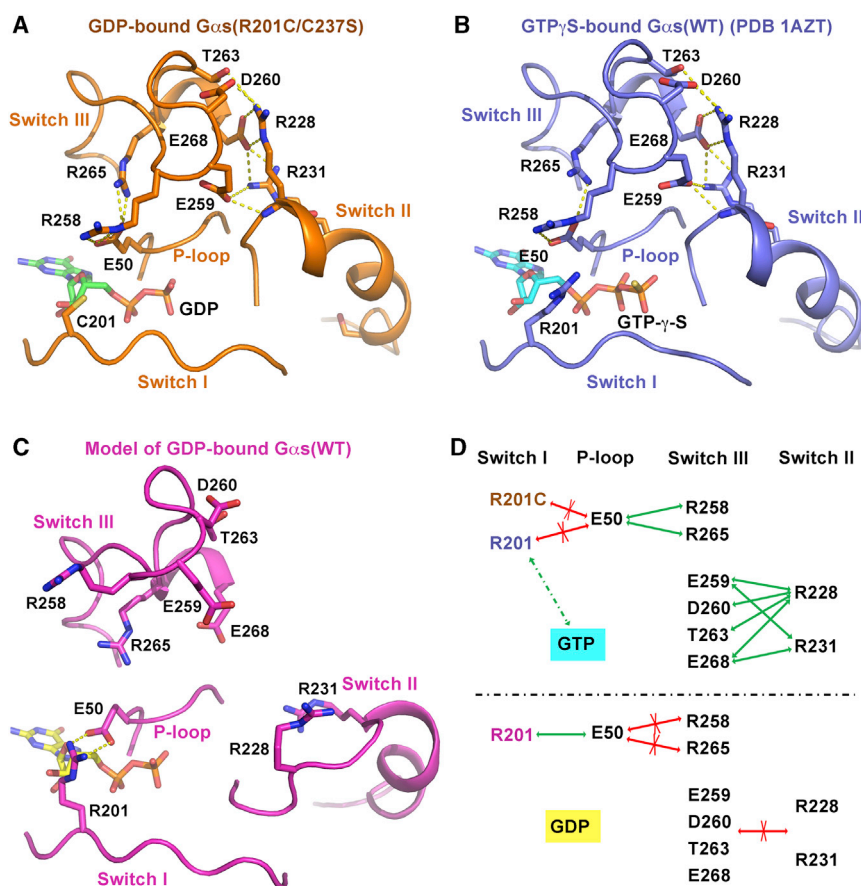 A
GDP-bound Gαs(R201C/C237S)
T263
D260
Switch III
R228
E268
R265
R231
R258
E259
Switch II
E50
P-loop
GDP
C201
Switch I
B
GTPγS-bound Gαs(WT) (PDB 1AZT)
T263
D260
R228
E268
R265
R231
E259
R258
Switch II
P-loop
E50
R201
GTP-γ-S
Switch I
C
Model of GDP-bound Gαs(WT)
D260
Switch III
T263
R258
E259
R265
E268
E50
R231
Switch II
P-loop
R228
R201
Switch I
D
Switch I P-loop Switch III Switch II
R201C
R258
E50
R201
R265
E259
R228
D260
T263
R231
GTP
E268
R258
R201 E50
R265
E259
R228
GDP
D260
T263
R231
E268